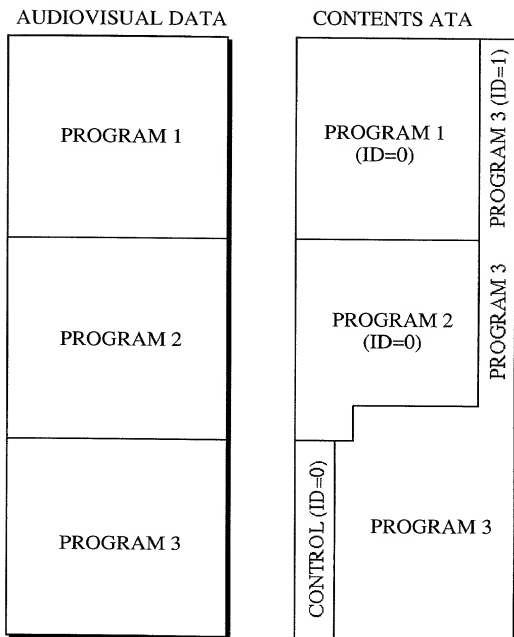 AUDIOVISUAL DATA
PROGRAM 1
PROGRAM 2
PROGRAM 3
CONTENTS ATA
PROGRAM 1
(ID=0)
PROGRAM 3 (ID=1)
PROGRAM 2
(ID=0)
PROGRAM 3
CONTROL (ID=0)
PROGRAM 3